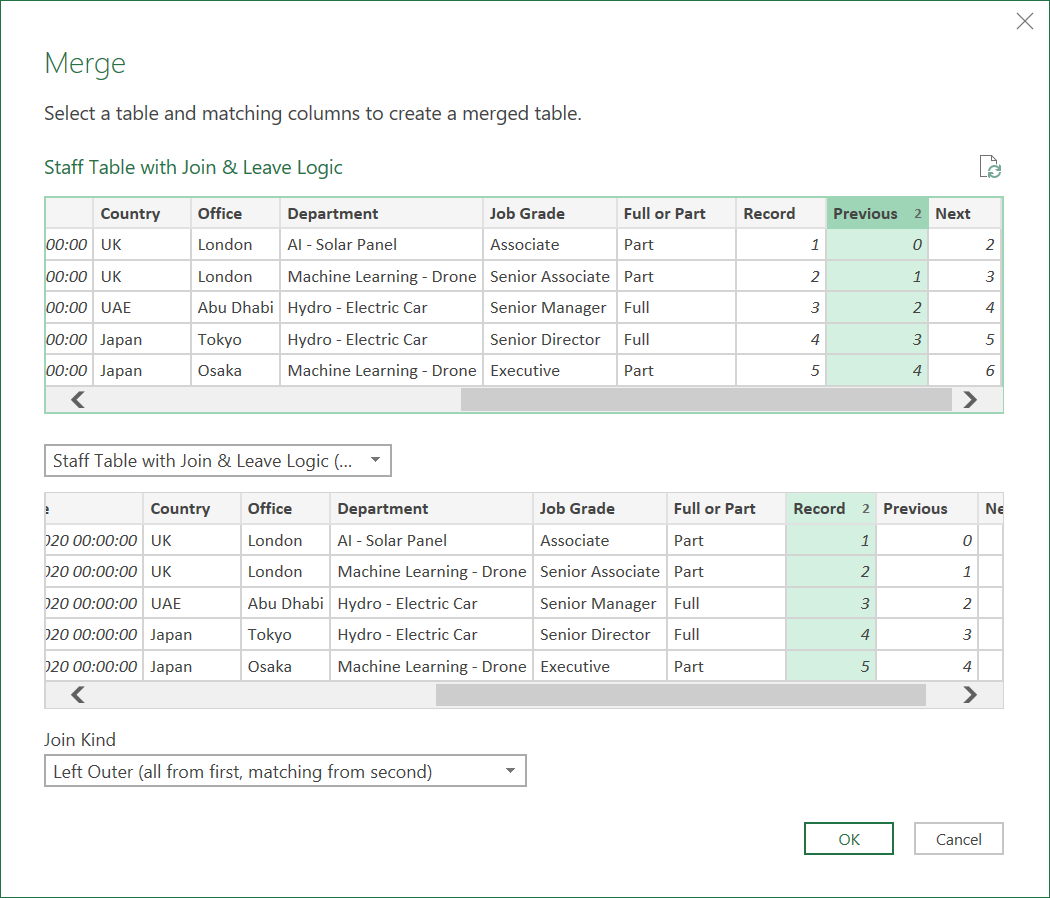 Merge
Select a table and matching columns to create a merged table.
Staff Table with Join & Leave Logic
Country Office Department Job Grade Full or Part Record Previous 2 Next
00:00 UK London AI - Solar Panel Associate Part 1 0 2
00:00 UK London Machine Learning - Drone Senior Associate Part 2 1 3
00:00 UAE Abu Dhabi Hydro - Electric Car Senior Manager Full 3 2 4
00:00 Japan Tokyo Hydro - Electric Car Senior Director Full 4 3 5
00:00 Japan Osaka Machine Learning - Drone Executive Part 5 4 6
Staff Table with Join & Leave Logic (...
e Country Office Department Job Grade Full or Part Record 2 Previous Ne
020 00:00:00 UK London AI - Solar Panel Associate Part 1 0
020 00:00:00 UK London Machine Learning - Drone Senior Associate Part 2 1
020 00:00:00 UAE Abu Dhabi Hydro - Electric Car Senior Manager Full 3 2
020 00:00:00 Japan Tokyo Hydro - Electric Car Senior Director Full 4 3
020 00:00:00 Japan Osaka Machine Learning - Drone Executive Part 5 4
Join Kind
Left Outer (all from first, matching from second)
OK Cancel